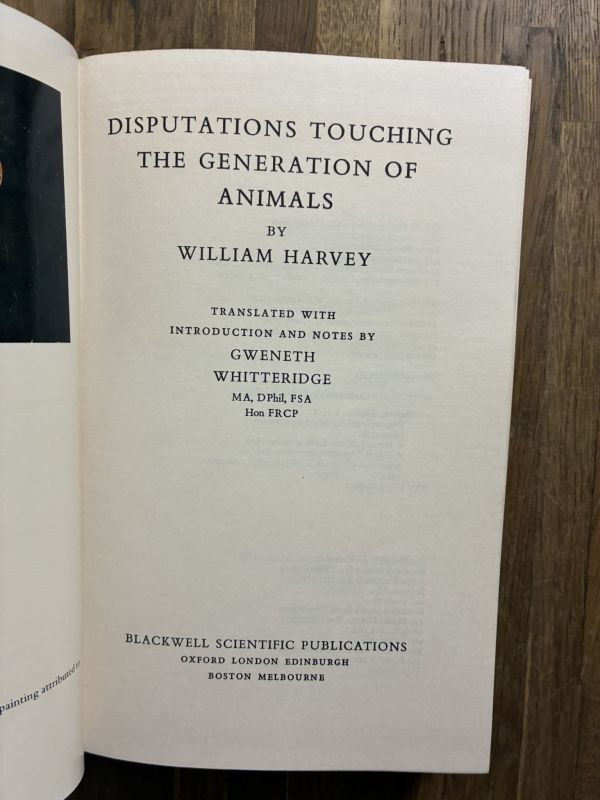 DISPUTATIONS TOUCHING
THE GENERATION OF
ANIMALS
BY
WILLIAM HARVEY
TRANSLATED WITH
INTRODUCTION AND NOTES BY
GWENETH
WHITTERIDGE
MA, DPhil, FSA
Hon FRCP
BLACKWELL SCIENTIFIC PUBLICATIONS
OXFORD LONDON EDINBURGH
BOSTON MELBOURNE
painting attributed to